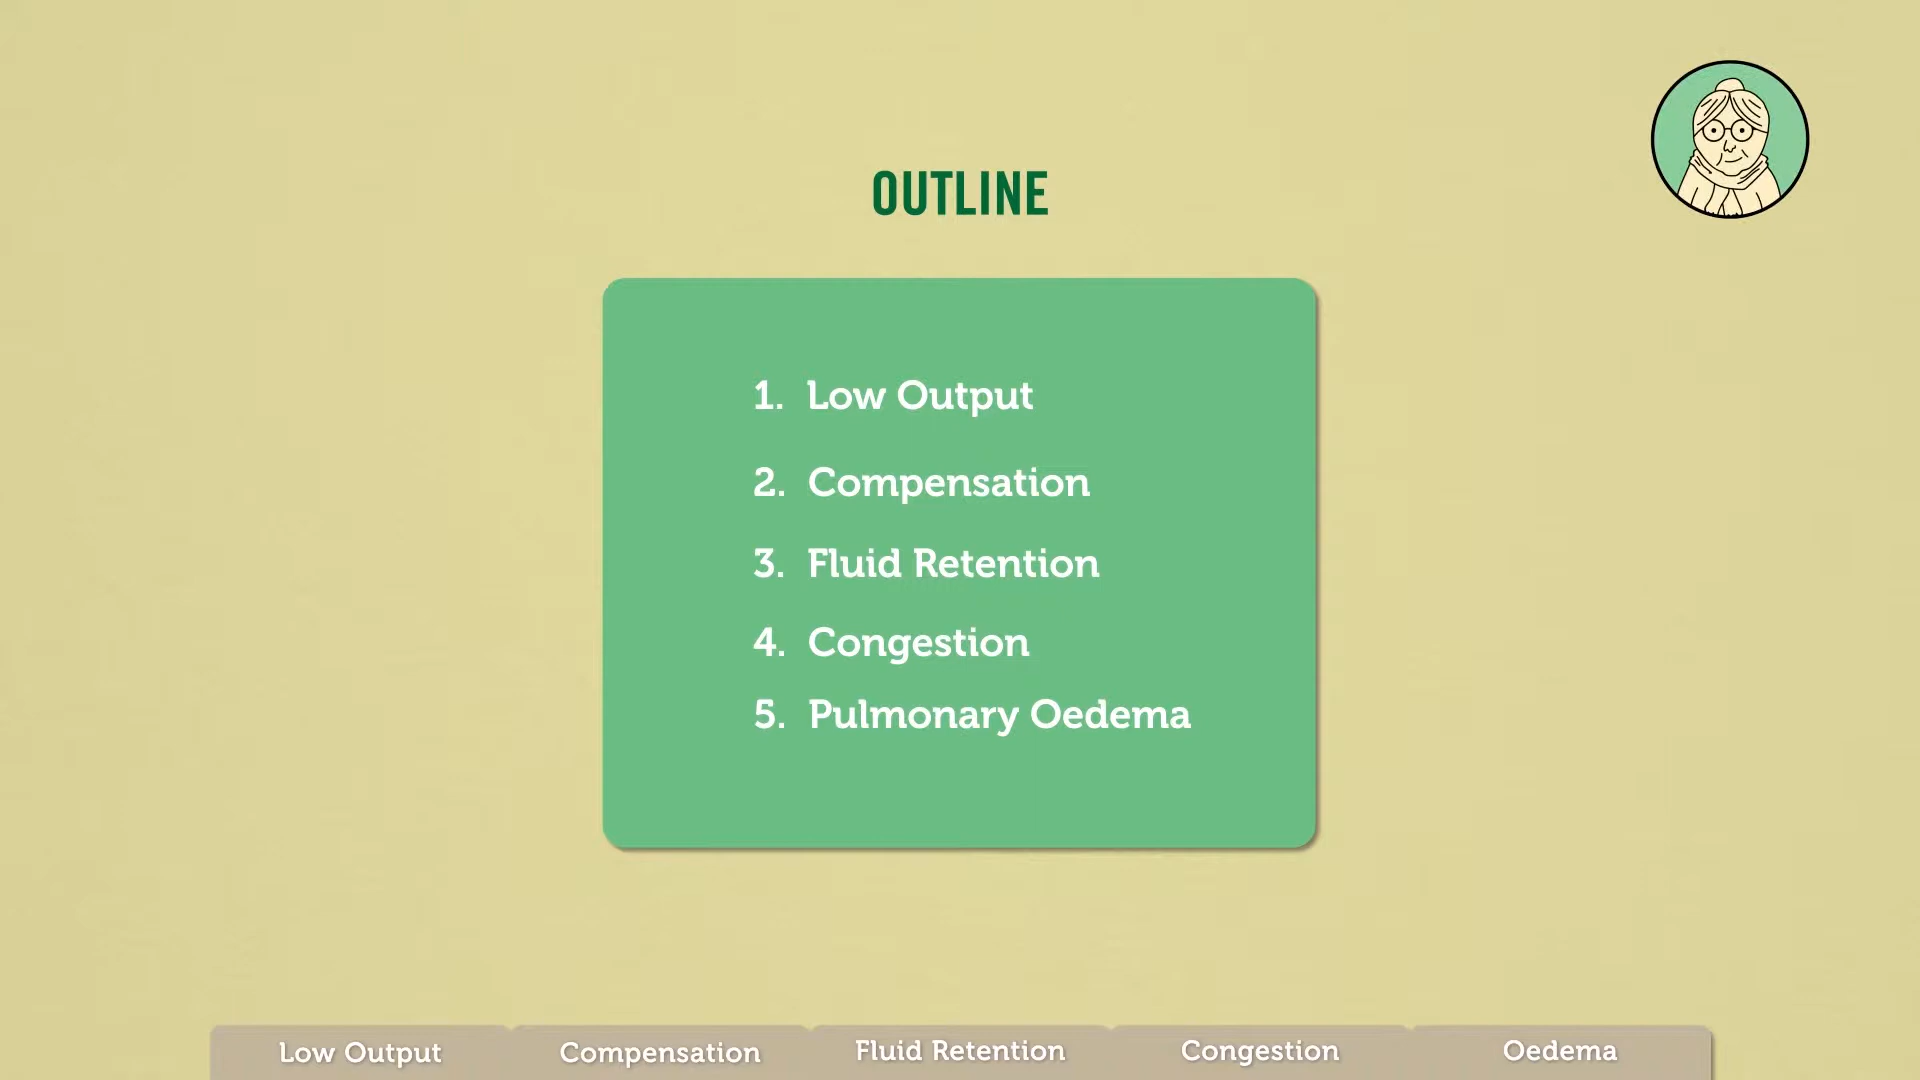 OUTLINE
1. Low Output
2. Compensation
3. Fluid Retention
4. Congestion
5. Pulmonary Oedema
Low Output
Compensation
Fluid Retention
Congestion
Oedema